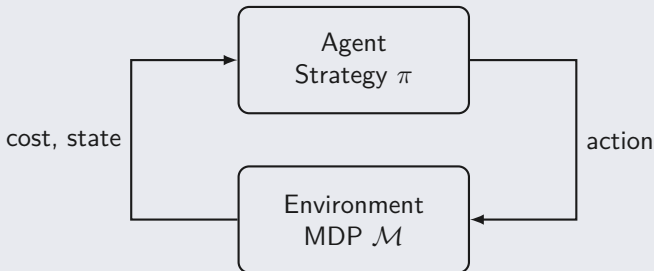 Agent
Strategy π
cost, state
action
Environment
MDP ℳ